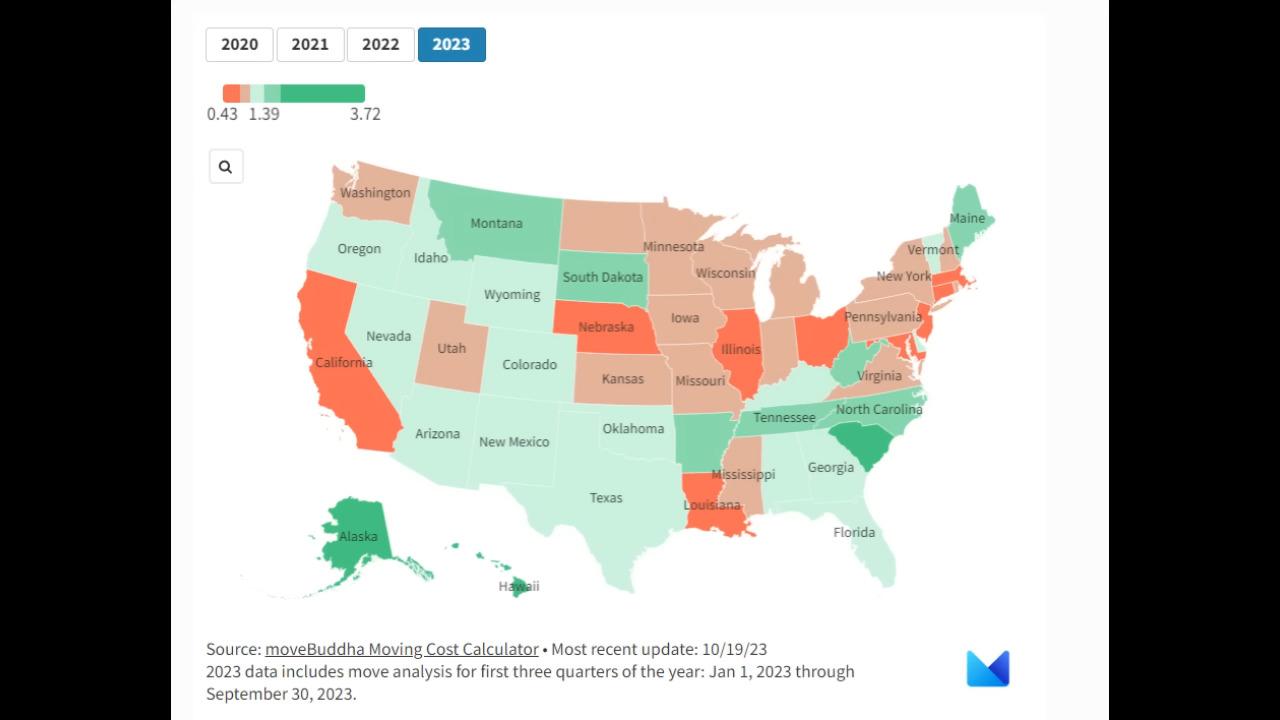 2020 2021 2022 2023
0.43 1.39 3.72
Washington
Montana
Maine
Oregon
Idaho
Minnesota
Vermont
South Dakota
Wisconsin
New York
Wyoming
Iowa
Pennsylvania
Nebraska
Nevada
Utah
Illinois
California
Colorado
Kansas
Missouri
Virginia
Arizona
New Mexico
Oklahoma
Tennessee
North Carolina
Mississippi
Georgia
Texas
Louisiana
Florida
Alaska
Hawaii
Source: moveBuddha Moving Cost Calculator • Most recent update: 10/19/23
2023 data includes move analysis for first three quarters of the year: Jan 1, 2023 through
September 30, 2023.